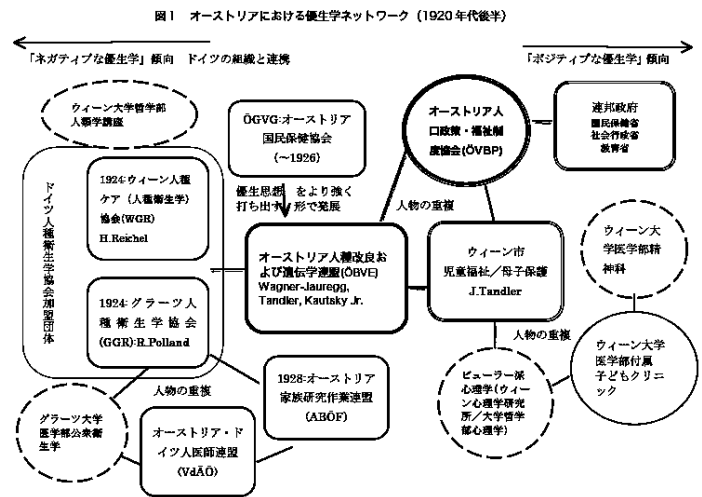 図1 オーストリアにおける優生学ネットワーク（1920年代後半）
「ネガティブな優生学」傾向 ドイツの組織と連携
「ポジティブな優生学」傾向
ウィーン大学哲学部
人類学講座
ÖGVG:オーストリア
国民保健協会
（～1926）
オーストリア人
口政策・福祉制
度協会(ÖVBP)
連邦政府
国民保健省
社会行政省
教育省
ドイツ人種衛生学協会加盟団体
1924:ウィーン人種
ケア（人種衛生学）
協会(WGR)
H.Reichel
優生思想 をより強く
打ち出す 形で発展
人物の重複
オーストリア人種改良お
よび遺伝学連盟(ÖBVE)
Wagner-Jauregg,
Tandler, Kautsky Jr.
ウィーン市
児童福祉／母子保護
J.Tandler
ウィーン大
学医学部精
神科
1924:グラーツ人
種衛生学協会
(GGR):R.Polland
人物の重複
ウィーン大学
医学部付属
子どもクリニ
ック
人物の重複
1928:オーストリア
家族研究作業連盟
(ABÖF)
ビューラー派
心理学(ウィー
ン心理学研究
所／大学哲学
部心理学)
グラーツ大学
医学部公衆衛
生学
オーストリア・ド
イツ人医師連盟
(VdÄÖ)